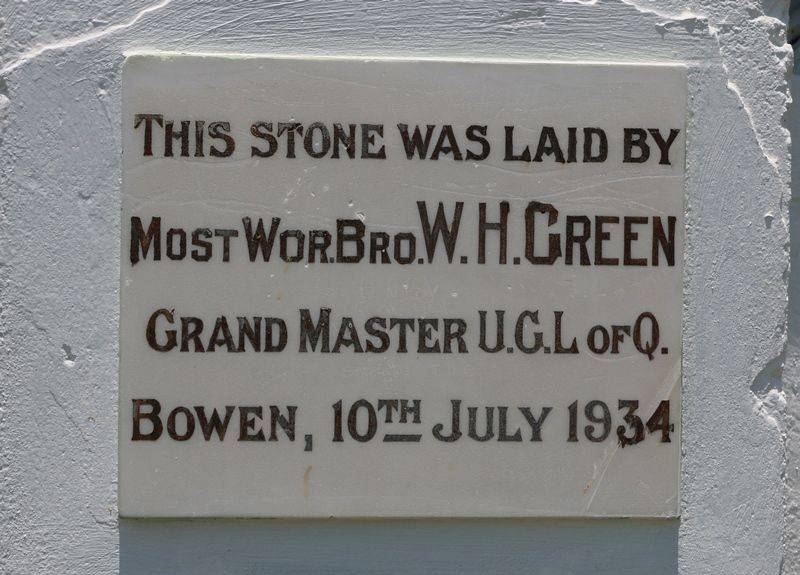 THIS STONE WAS LAID BY
MOST WOR.BRO.W.H.GREEN
GRAND MASTER U.G.L OF Q.
BOWEN, 10TH JULY 1934